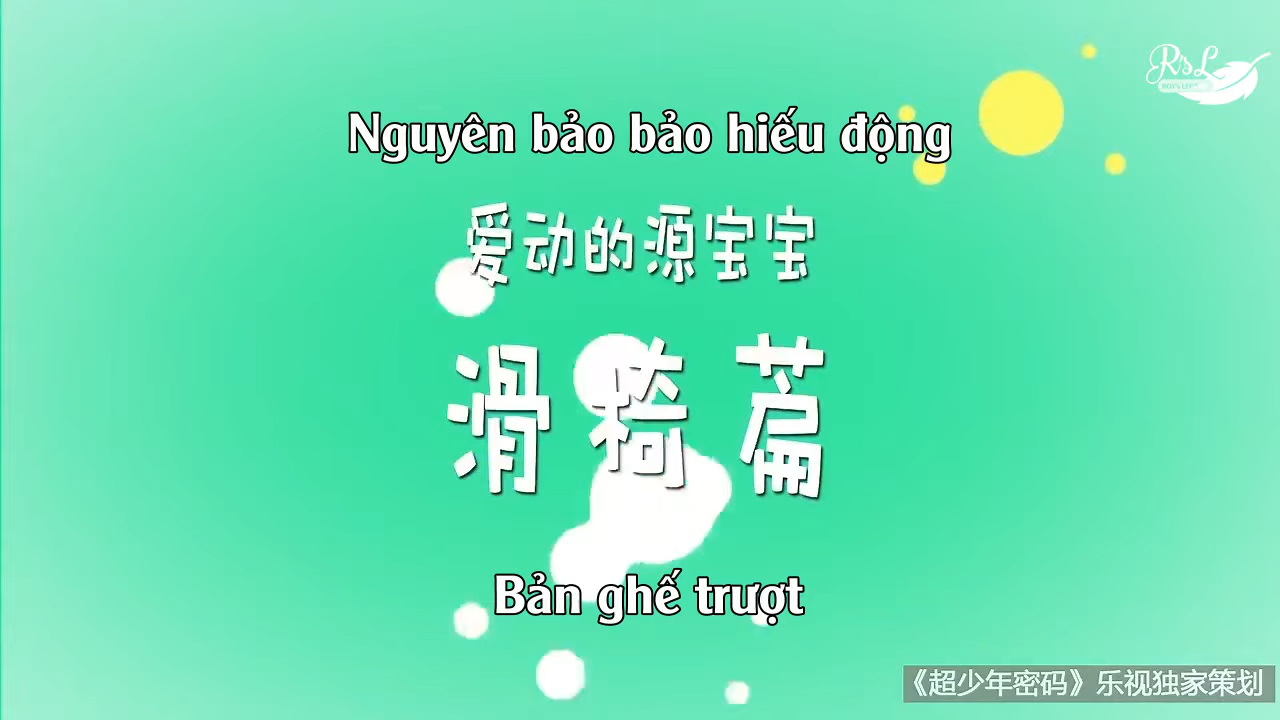 R's L
Nguyên bảo bảo hiếu động
爱动的源宝宝
滑椅篇
Bản ghế trượt
《超少年密码》乐视独家策划